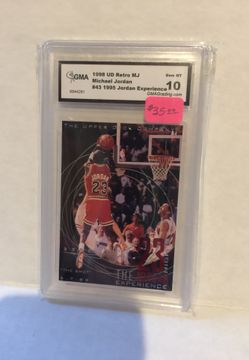 GMA
1998 UD Retro MJ
Michael Jordan
#43 1995 Jordan Experience
Gem MT
10
GMAGrading.com
$35.00
THE UPPER DECK COMPANY
JORDAN
23
THE
EXPERIENCE